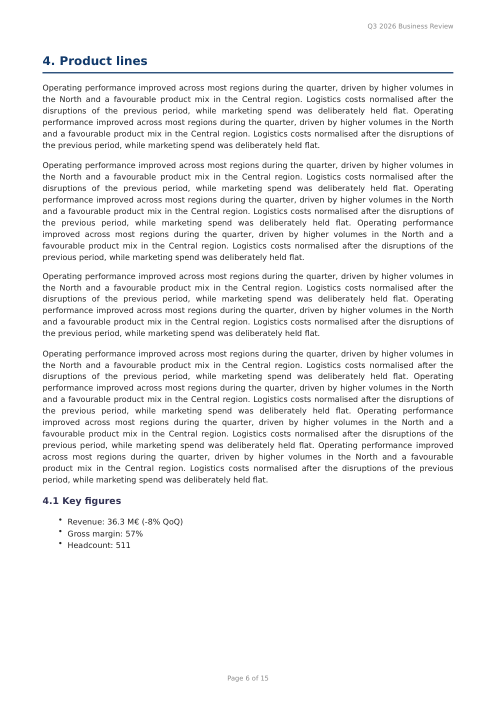 Q3 2026 Business Review
4. Product lines
Operating performance improved across most regions during the quarter, driven by higher volumes in
the North and a favourable product mix in the Central region. Logistics costs normalised after the
disruptions of the previous period, while marketing spend was deliberately held flat. Operating
performance improved across most regions during the quarter, driven by higher volumes in the North
and a favourable product mix in the Central region. Logistics costs normalised after the disruptions of
the previous period, while marketing spend was deliberately held flat.
Operating performance improved across most regions during the quarter, driven by higher volumes in
the North and a favourable product mix in the Central region. Logistics costs normalised after the
disruptions of the previous period, while marketing spend was deliberately held flat. Operating
performance improved across most regions during the quarter, driven by higher volumes in the North
and a favourable product mix in the Central region. Logistics costs normalised after the disruptions of
the previous period, while marketing spend was deliberately held flat. Operating performance
improved across most regions during the quarter, driven by higher volumes in the North and a
favourable product mix in the Central region. Logistics costs normalised after the disruptions of the
previous period, while marketing spend was deliberately held flat.
Operating performance improved across most regions during the quarter, driven by higher volumes in
the North and a favourable product mix in the Central region. Logistics costs normalised after the
disruptions of the previous period, while marketing spend was deliberately held flat. Operating
performance improved across most regions during the quarter, driven by higher volumes in the North
and a favourable product mix in the Central region. Logistics costs normalised after the disruptions of
the previous period, while marketing spend was deliberately held flat.
Operating performance improved across most regions during the quarter, driven by higher volumes in
the North and a favourable product mix in the Central region. Logistics costs normalised after the
disruptions of the previous period, while marketing spend was deliberately held flat. Operating
performance improved across most regions during the quarter, driven by higher volumes in the North
and a favourable product mix in the Central region. Logistics costs normalised after the disruptions of
the previous period, while marketing spend was deliberately held flat. Operating performance
improved across most regions during the quarter, driven by higher volumes in the North and a
favourable product mix in the Central region. Logistics costs normalised after the disruptions of the
previous period, while marketing spend was deliberately held flat. Operating performance improved
across most regions during the quarter, driven by higher volumes in the North and a favourable
product mix in the Central region. Logistics costs normalised after the disruptions of the previous
period, while marketing spend was deliberately held flat.
4.1 Key figures
• Revenue: 36.3 M€ (-8% QoQ)
• Gross margin: 57%
• Headcount: 511
Page 6 of 15